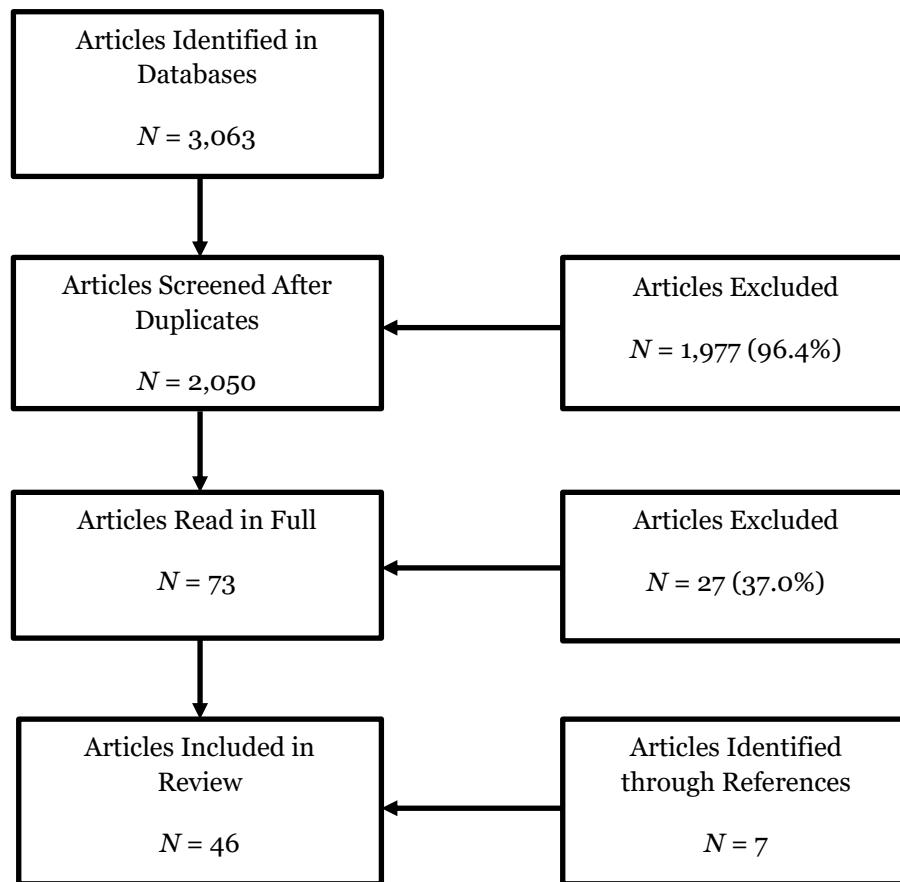 Articles Identified in
Databases
N = 3,063
Articles Screened After
Duplicates
N = 2,050
Articles Excluded
N = 1,977 (96.4%)
Articles Read in Full
N = 73
Articles Excluded
N = 27 (37.0%)
Articles Included in
Review
N = 46
Articles Identified
through References
N = 7